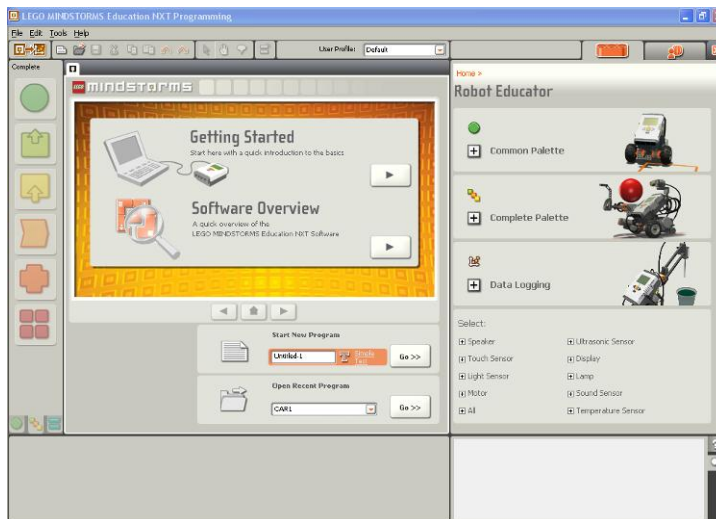 LEGO MINDSTORMS Education NXT Programming
File Edit Tools Help
User Profile: Default
Complete
mindstorms
Getting Started
Start here with a quick introduction to the basics
Software Overview
A quick overview of the
LEGO MINDSTORMS Education NXT Software
Start New Program
Untitled-1
Go >>
Open Recent Program
CAR1
Go >>
Home >
Robot Educator
Common Palette
Complete Palette
Data Logging
Select:
Speaker
Ultrasonic Sensor
Touch Sensor
Display
Light Sensor
Lamp
Motor
Sound Sensor
All
Temperature Sensor